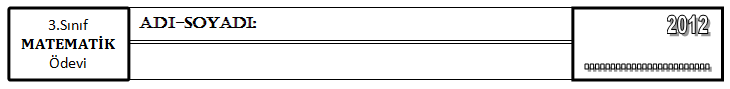 3.Sınıf
MATEMATİK
Ödevi
ADI-SOYADI:
2012